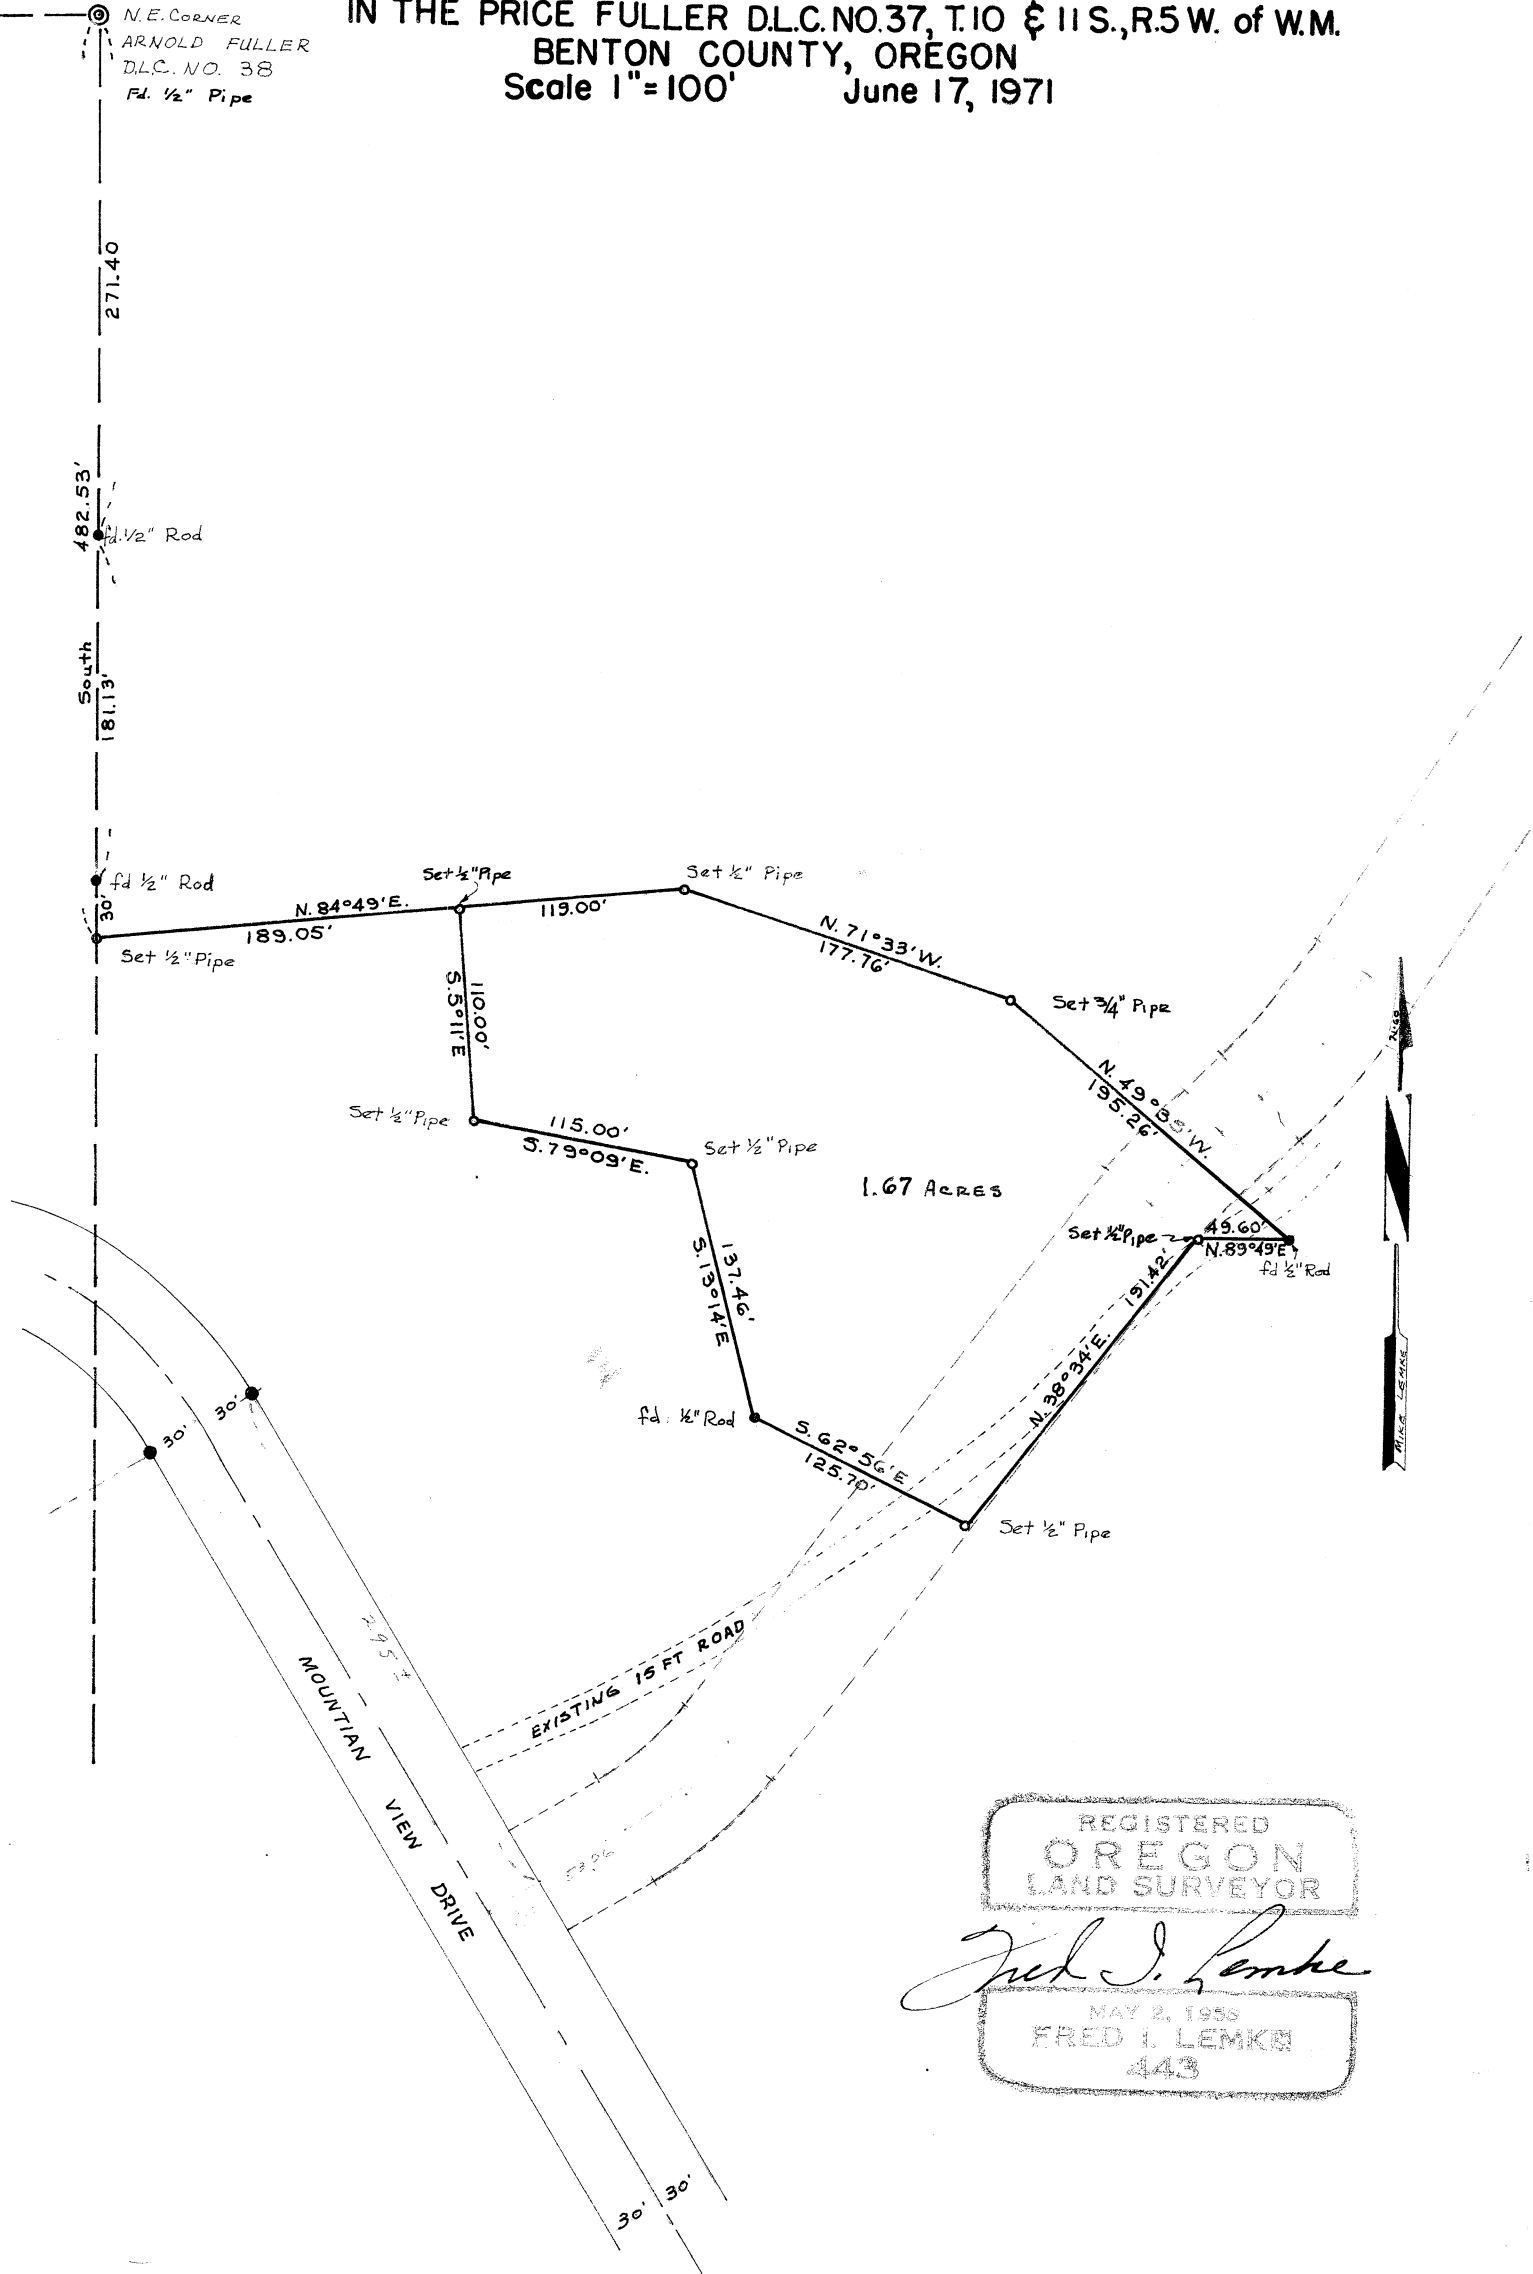 IN THE PRICE FULLER D.L.C. NO. 37, T. 10 & 11 S., R. 5 W. of W.M.
BENTON COUNTY, OREGON
Scale 1" = 100' June 17, 1971
N.E. CORNER
ARNOLD FULLER
D.L.C. NO. 38
Fd. 1/2" Pipe
271.40
482.53'
fd. 1/2" Rod
South
181.13'
fd 1/2" Rod
30'
Set 1/2" Pipe
N. 84°49' E.
189.05'
Set 1/2" Pipe
119.00'
Set 1/2" Pipe
N. 71°33' W.
177.76'
Set 3/4" Pipe
N. 49°35' W.
195.26'
S. 5°11' E
110.00'
Set 1/2" Pipe
115.00'
S. 79°09' E.
Set 1/2" Pipe
1.67 ACRES
Set 1/2" Pipe
49.60'
N. 89°49' E
fd 1/2" Rod
137.46'
S. 13°14' E
191.42'
N. 38°34' E.
fd. 1/2" Rod
S. 62°56' E
125.70'
Set 1/2" Pipe
MIKE LEMKE
30'
30'
295 ±
EXISTING 15 FT ROAD
MOUNTIAN VIEW DRIVE
30'
30'
REGISTERED
OREGON
LAND SURVEYOR
Fred I. Lemke
MAY 2, 1958
FRED I. LEMKE
443